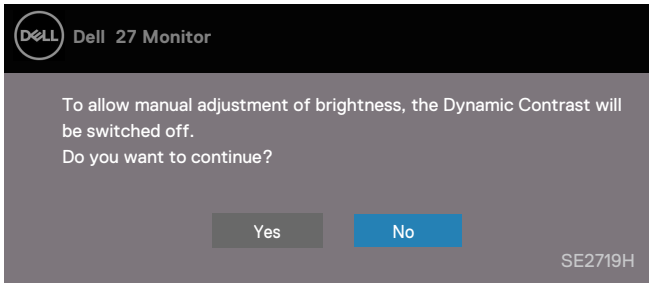 DELL Dell 27 Monitor
To allow manual adjustment of brightness, the Dynamic Contrast will
be switched off.
Do you want to continue?
Yes No
SE2719H